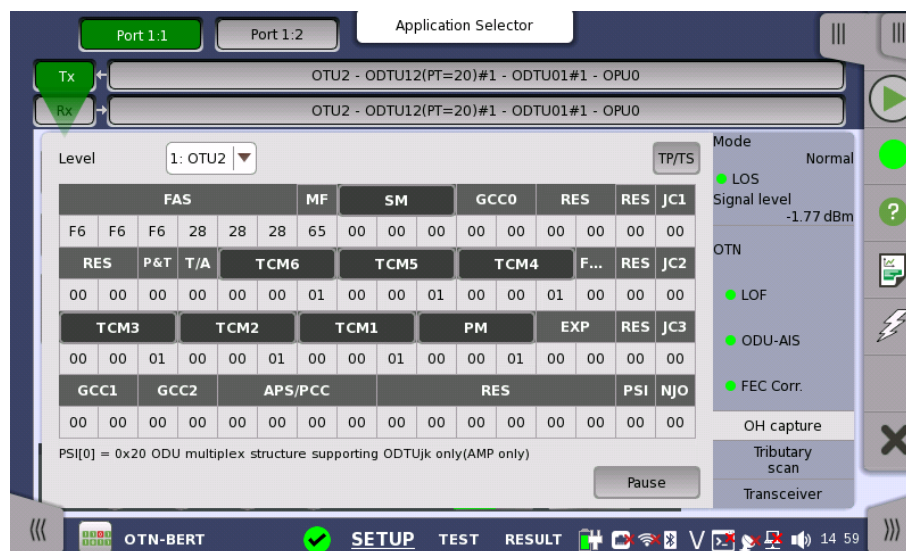 Port 1:1 Port 1:2 Application Selector
Tx OTU2 - ODTU12(PT=20)#1 - ODTU01#1 - OPU0
Rx OTU2 - ODTU12(PT=20)#1 - ODTU01#1 - OPU0
Level 1: OTU2 TP/TS
FAS MF SM GCC0 RES RES JC1
F6 F6 F6 28 28 28 65 00 00 00 00 00 00 00 00 00
RES P&T T/A TCM6 TCM5 TCM4 F... RES JC2
00 00 00 00 00 00 01 00 00 01 00 00 01 00 00 00
TCM3 TCM2 TCM1 PM EXP RES JC3
00 00 01 00 00 01 00 00 01 00 00 01 00 00 00 00
GCC1 GCC2 APS/PCC RES PSI NJO
00 00 00 00 00 00 00 00 00 00 00 00 00 00 00 00
PSI[0] = 0x20 ODU multiplex structure supporting ODTUjk only(AMP only)
Pause
Mode
Normal
LOS
Signal level
-1.77 dBm
OTN
LOF
ODU-AIS
FEC Corr.
OH capture
Tributary
scan
Transceiver
OTN-BERT SETUP TEST RESULT 14 59